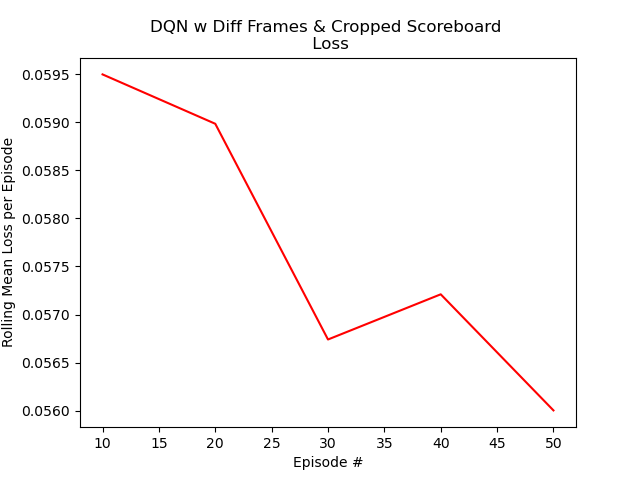 DQN w Diff Frames & Cropped Scoreboard
Loss
Rolling Mean Loss per Episode
0.0595
0.0590
0.0585
0.0580
0.0575
0.0570
0.0565
0.0560
10 15 20 25 30 35 40 45 50
Episode #